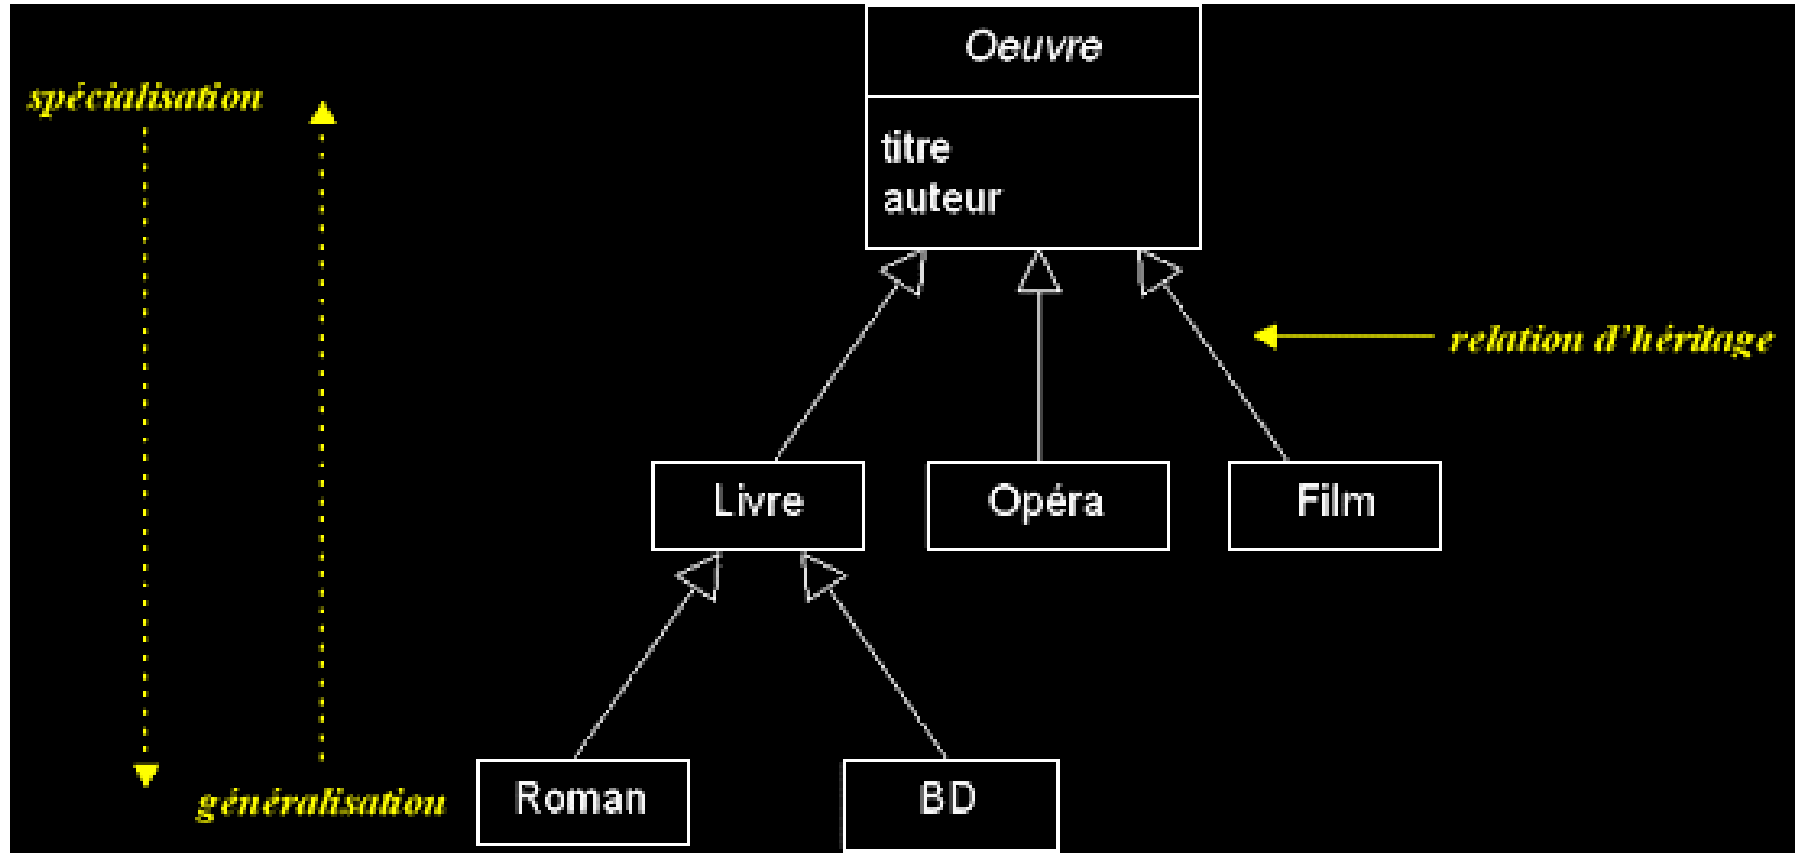 Oeuvre
spécialisation
titre
auteur
relation d'héritage
Livre
Opéra
Film
Roman
BD
généralisation